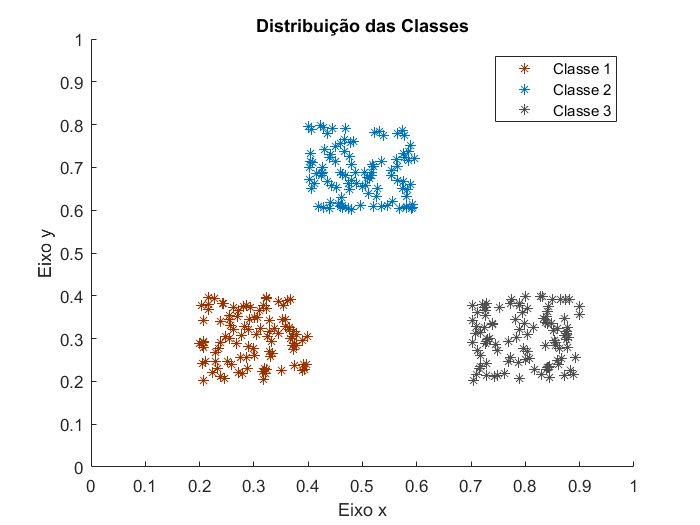 Distribuição das Classes
Classe 1
Classe 2
Classe 3
Eixo y
1
0.9
0.8
0.7
0.6
0.5
0.4
0.3
0.2
0.1
0
0 0.1 0.2 0.3 0.4 0.5 0.6 0.7 0.8 0.9 1
Eixo x